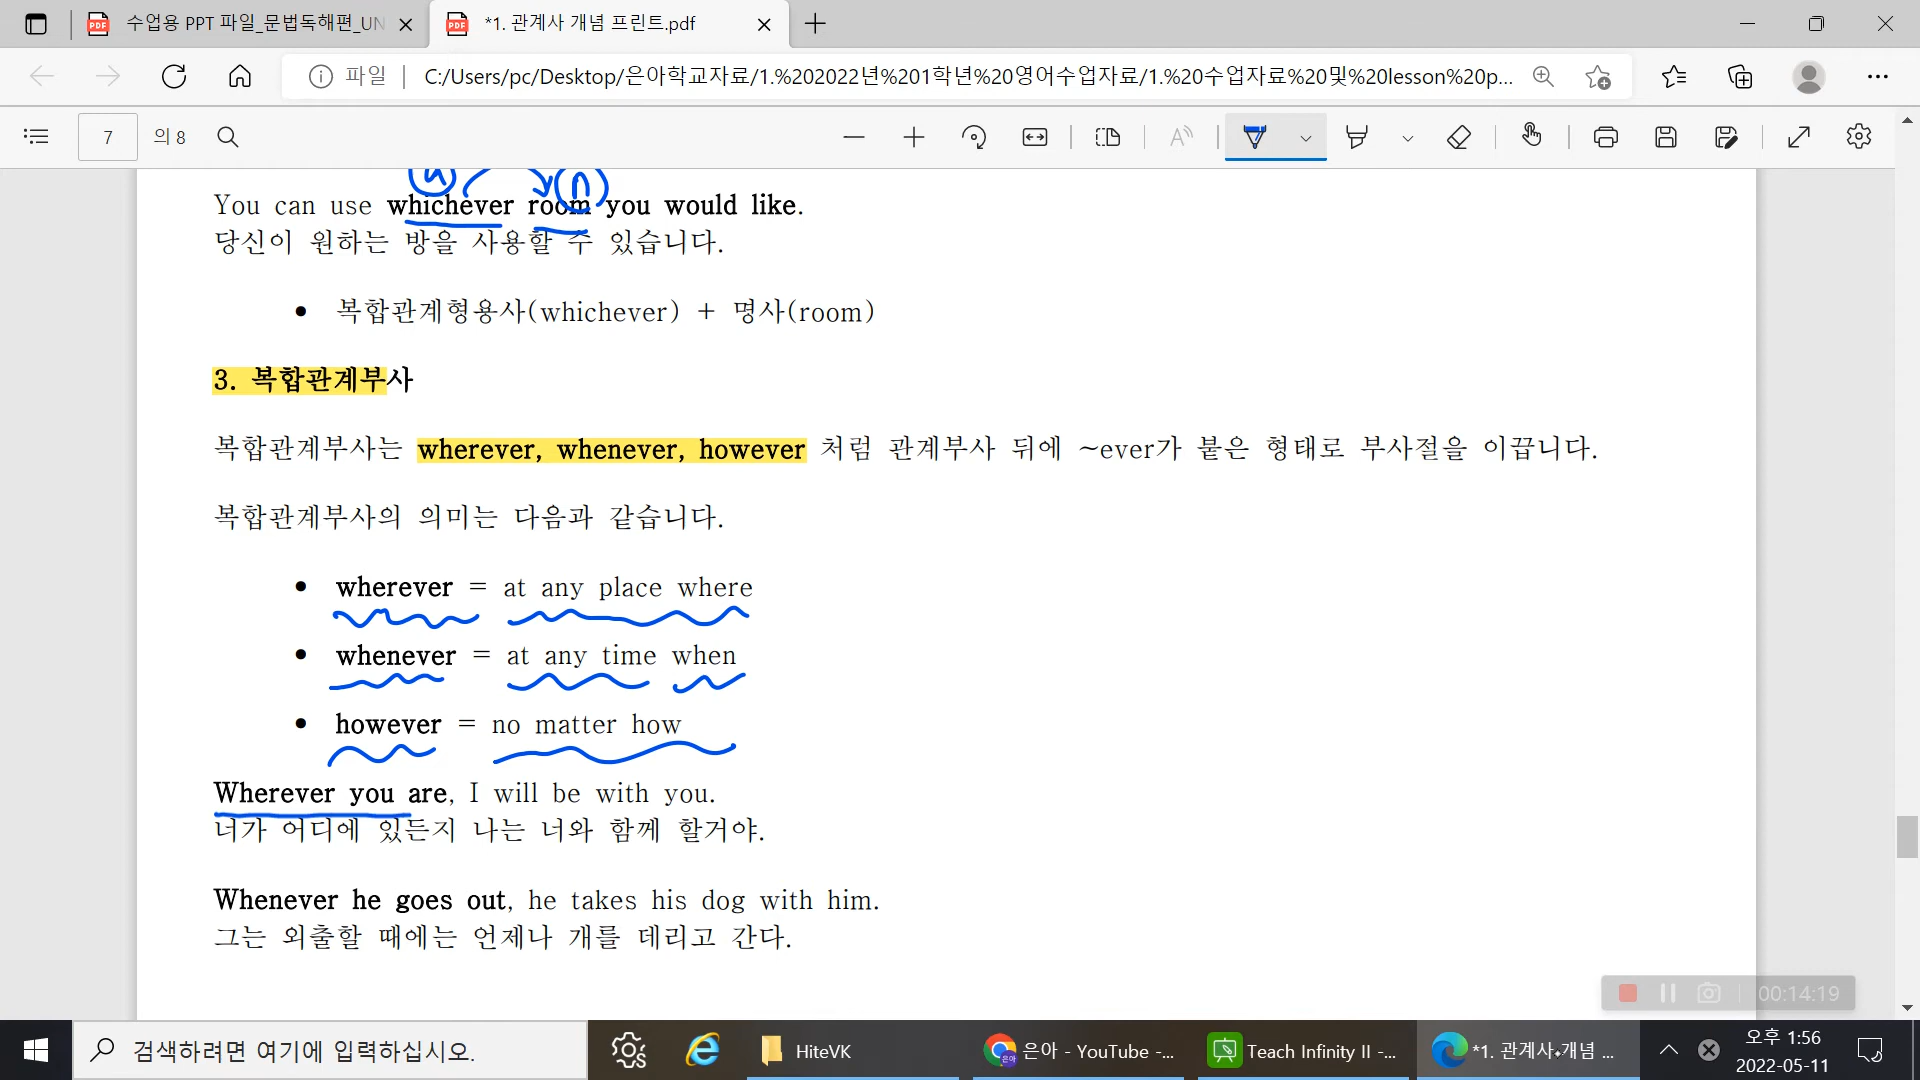 수업용 PPT 파일_문법독해편_UN
*1. 관계사 개념 프린트.pdf
파일
C:/Users/pc/Desktop/은아학교자료/1.%202022년%201학년%20영어수업자료/1.%20수업자료%20및%20lesson%20p...
7 의 8
You can use whichever room you would like.
당신이 원하는 방을 사용할 수 있습니다.
• 복합관계형용사(whichever) + 명사(room)
3. 복합관계부사
복합관계부사는 wherever, whenever, however 처럼 관계부사 뒤에 ~ever가 붙은 형태로 부사절을 이끕니다.
복합관계부사의 의미는 다음과 같습니다.
• wherever = at any place where
• whenever = at any time when
• however = no matter how
Wherever you are, I will be with you.
너가 어디에 있든지 나는 너와 함께 할거야.
Whenever he goes out, he takes his dog with him.
그는 외출할 때에는 언제나 개를 데리고 간다.
00:14:19
검색하려면 여기에 입력하십시오.
HiteVK
은아 - YouTube -...
Teach Infinity II -...
*1. 관계사 개념 ...
오후 1:56
2022-05-11